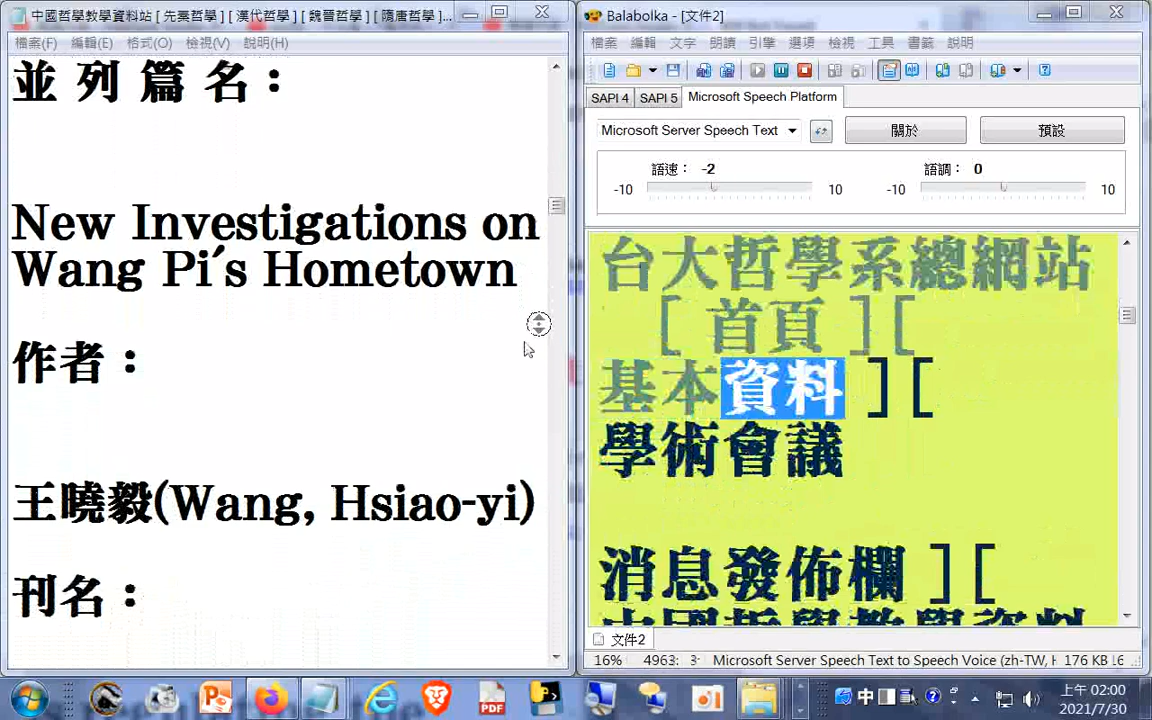 中國哲學教學資料站 [ 先秦哲學 ] [ 漢代哲學 ] [ 魏晉哲學 ] [ 隋唐哲學 ]...
檔案(F) 編輯(E) 格式(O) 檢視(V) 說明(H)
並 列 篇 名：
New Investigations on
Wang Pi's Hometown
作者：
王曉毅(Wang, Hsiao-yi)
刊名：
Balabolka - [文件2]
檔案 編輯 文字 朗讀 引擎 選項 檢視 工具 書籤 說明
SAPI 4 SAPI 5 Microsoft Speech Platform
Microsoft Server Speech Text 關於 預設
語速： -2 語調： 0
-10 10 -10 10
台大哲學系總網站
[ 首頁 ][
基本資料 ][
學術會議
消息發佈欄 ][
中國哲學教學資料
文件2
16% 4963: 3 Microsoft Server Speech Text to Speech Voice (zh-TW, H 176 KB
中
上午 02:00
2021/7/30